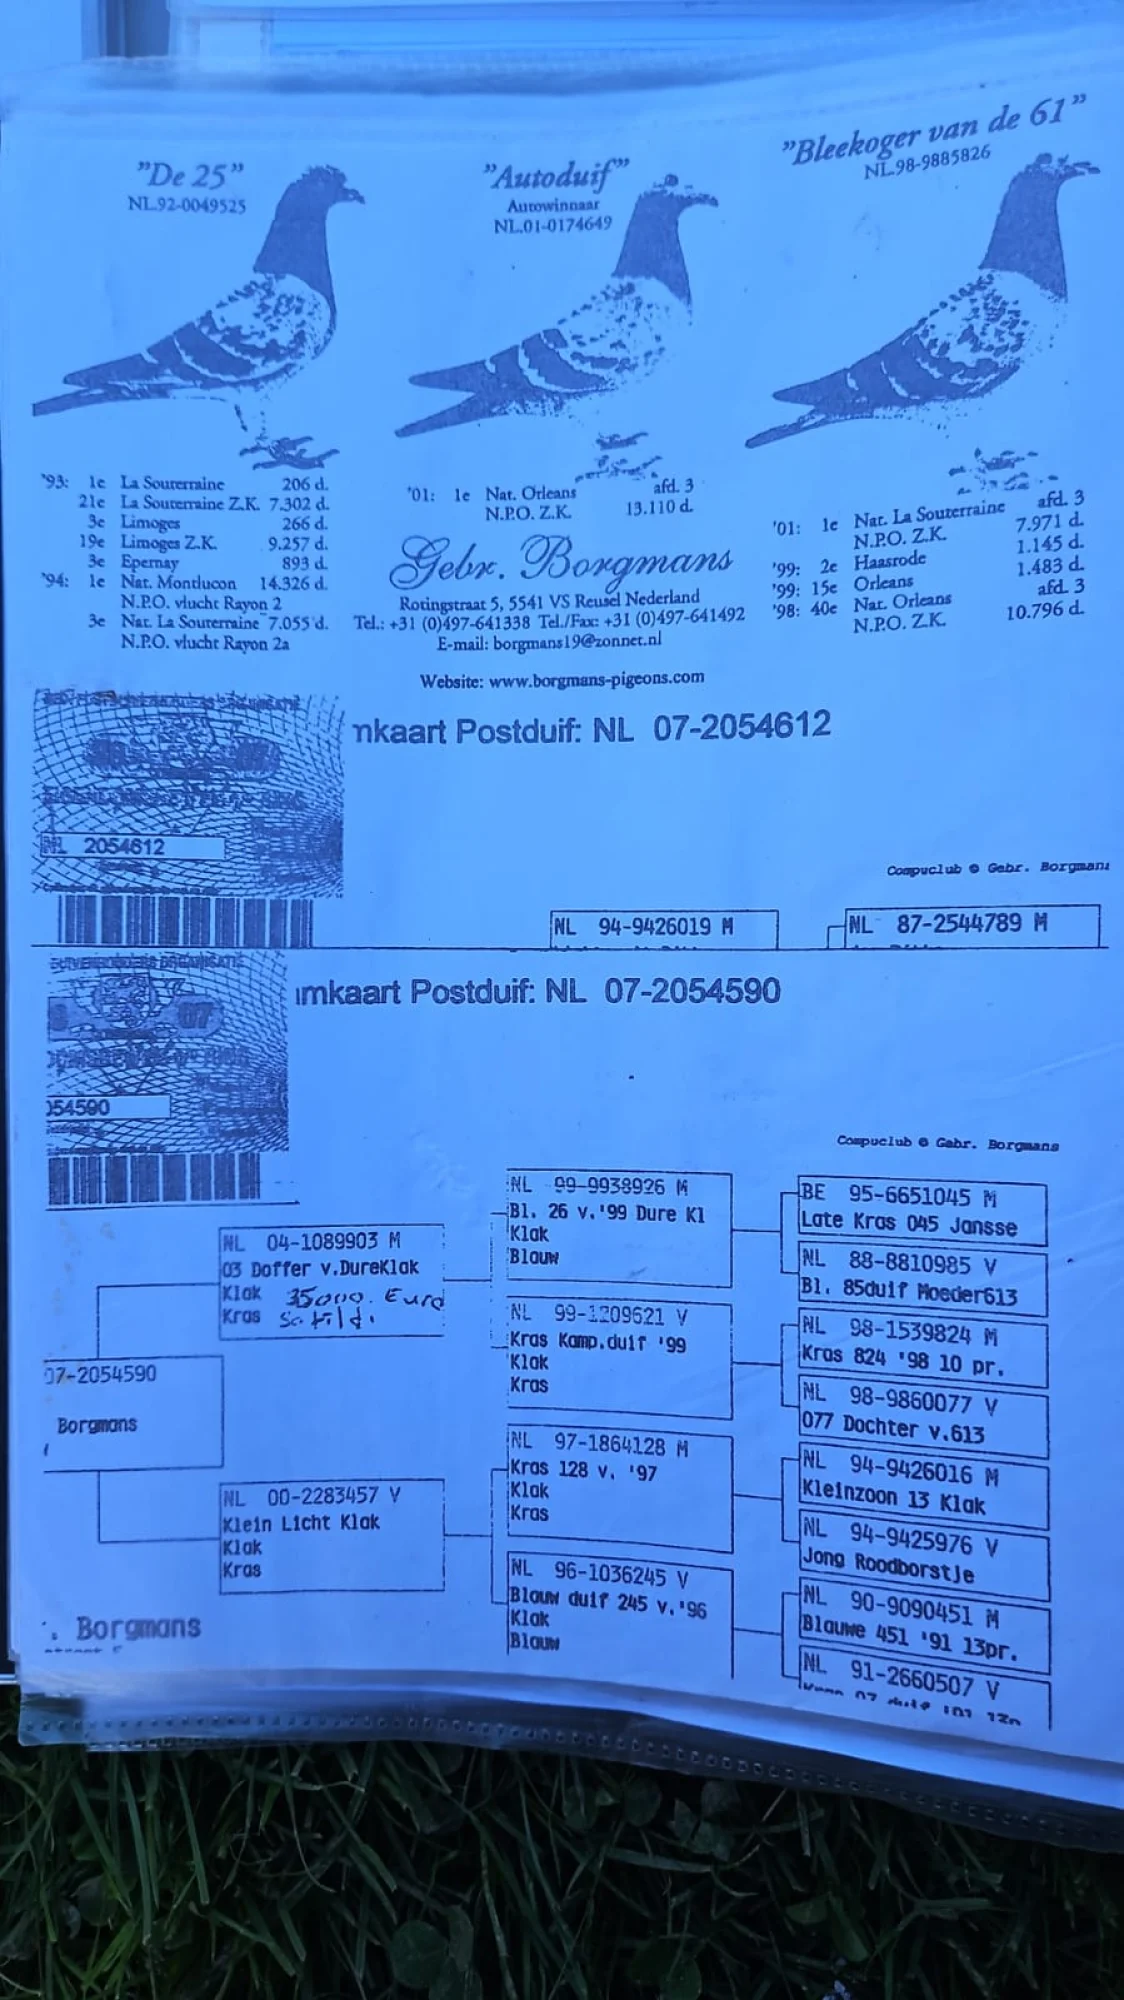 "De 25"
NL.92-0049525
"Autoduif"
Autowinnaar
NL.01-0174649
"Bleekoger van de 61"
NL.98-9885826
'93: 1e La Souterraine 206 d.
21e La Souterraine Z.K. 7.302 d.
3e Limoges 266 d.
19e Limoges Z.K. 9.257 d.
3e Epernay 893 d.
'94: 1e Nat. Montlucon 14.326 d.
N.P.O. vlucht Rayon 2
3e Nat. La Souterraine 7.055 d.
N.P.O. vlucht Rayon 2a
'01: 1e Nat. Orleans afd. 3
N.P.O. Z.K. 13.110 d.
'01: 1e Nat. La Souterraine afd. 3
N.P.O. Z.K. 7.971 d.
'99: 2e Haasrode 1.145 d.
'99: 15e Orleans 1.483 d.
'98: 40e Nat. Orleans afd. 3
N.P.O. Z.K. 10.796 d.
Gebr. Borgmans
Rotingstraat 5, 5541 VS Reusel Nederland
Tel.: +31 (0)497-641338 Tel./Fax: +31 (0)497-641492
E-mail: borgmans19@zonnet.nl
Website: www.borgmans-pigeons.com
mkaart Postduif: NL 07-2054612
NL 2054612
Compuclub © Gebr. Borgmans
NL 94-9426019 M
NL 87-2544789 M
mkaart Postduif: NL 07-2054590
07
054590
Compuclub © Gebr. Borgmans
NL 99-9938926 M
Bl. 26 v.'99 Dure Kl
Klak
Blauw
BE 95-6651045 M
Late Kras 045 Jansse
NL 88-8810985 V
Bl. 85duif Moeder613
NL 04-1089903 M
03 Doffer v.DureKlak
Klak 35000. Euro
Kras
NL 99-1209621 V
Kras Kamp.duif '99
Klak
Kras
NL 98-1539824 M
Kras 824 '98 10 pr.
NL 98-9860077 V
077 Dochter v.613
07-2054590
Borgmans
NL 97-1864128 M
Kras 128 v. '97
Klak
Kras
NL 94-9426016 M
Kleinzoon 13 Klak
NL 94-9425976 V
Jong Roodborstje
NL 00-2283457 V
Klein Licht Klak
Klak
Kras
NL 96-1036245 V
Blauw duif 245 v.'96
Klak
Blauw
NL 90-9090451 M
Blauwe 451 '91 13pr.
NL 91-2660507 V
. Borgmans